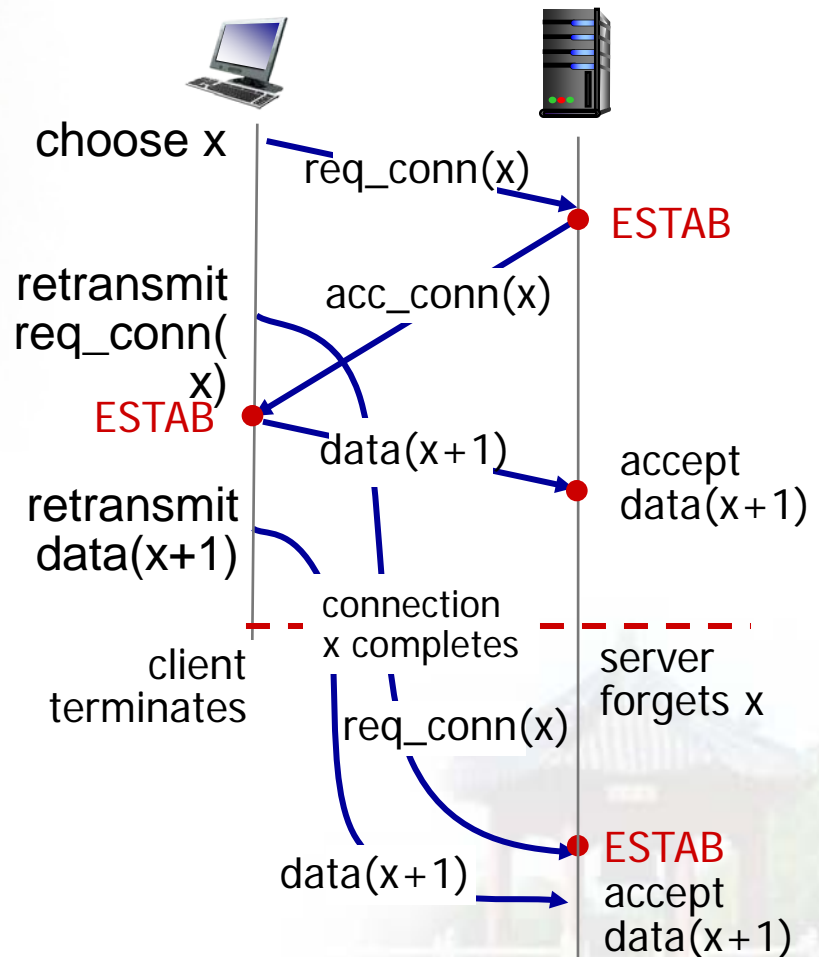 choose x
req_conn(x)
ESTAB
retransmit
req_conn(
x)
acc_conn(x)
ESTAB
data(x+1)
accept
data(x+1)
retransmit
data(x+1)
connection
x completes
client
terminates
server
forgets x
req_conn(x)
ESTAB
data(x+1)
accept
data(x+1)